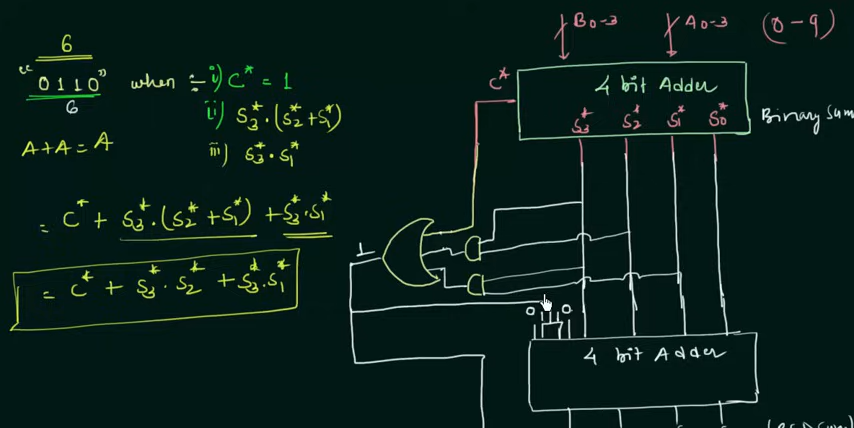 6
"0110" when :- i) C* = 1
6
ii) S3*.(S2*+S1*)
A+A = A
iii) S3*.S1*
= C* + S3*.(S2*+S1*) + S3*.S1*
= C* + S3*.S2* + S3*.S1*
B0-3 A0-3 (0-9)
C*
4 bit Adder
S3* S2* S1* S0*
Binary Sum
1
0 0
4 bit Adder